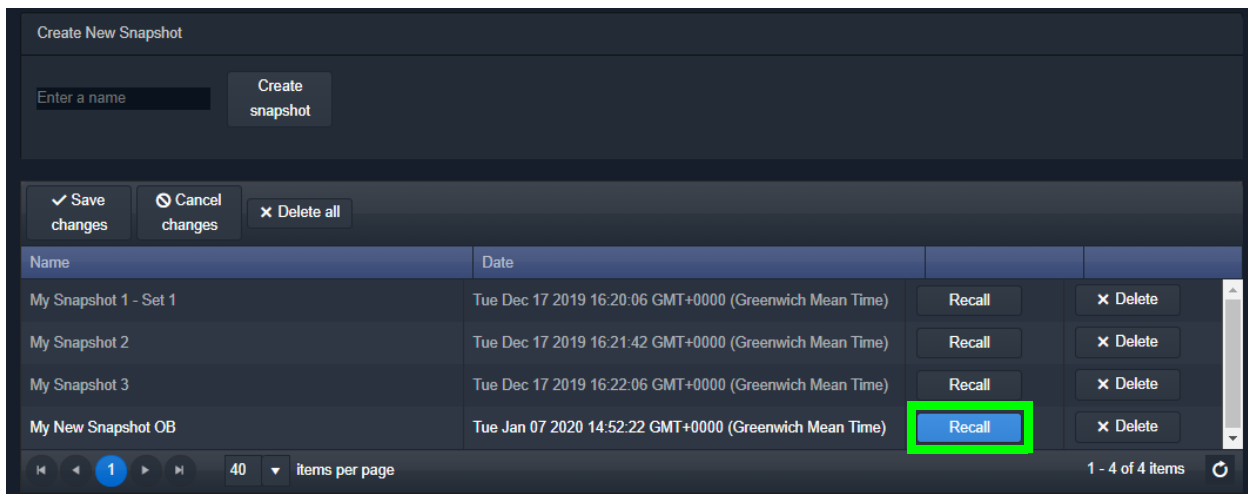 Create New Snapshot
Enter a name
Create
snapshot
Save
changes
Cancel
changes
Delete all
Name Date
My Snapshot 1 - Set 1 Tue Dec 17 2019 16:20:06 GMT+0000 (Greenwich Mean Time) Recall Delete
My Snapshot 2 Tue Dec 17 2019 16:21:42 GMT+0000 (Greenwich Mean Time) Recall Delete
My Snapshot 3 Tue Dec 17 2019 16:22:06 GMT+0000 (Greenwich Mean Time) Recall Delete
My New Snapshot OB Tue Jan 07 2020 14:52:22 GMT+0000 (Greenwich Mean Time) Recall Delete
1 40 items per page 1 - 4 of 4 items